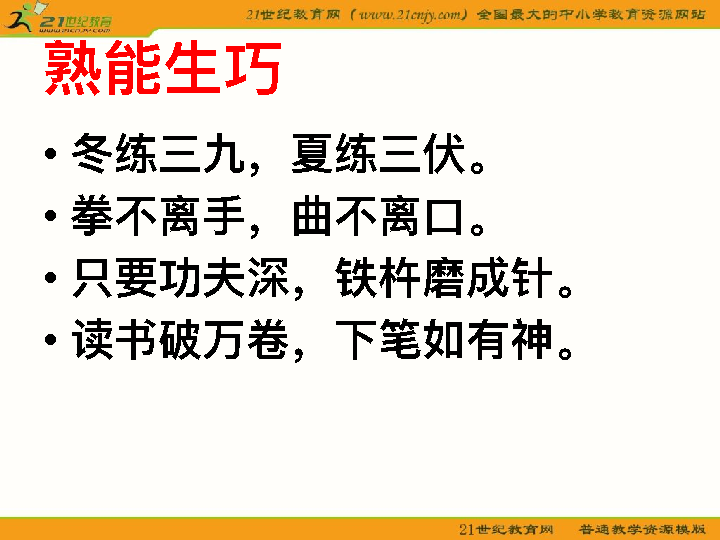 21世纪教育网(www.21cnjy.com)全国最大的中小学教育资源网站
21世纪教育
www.21cnjy.com
熟能生巧
• 冬练三九，夏练三伏。
• 拳不离手，曲不离口。
• 只要功夫深，铁杵磨成针。
• 读书破万卷，下笔如有神。
21世纪教育网 普通教学资源模版